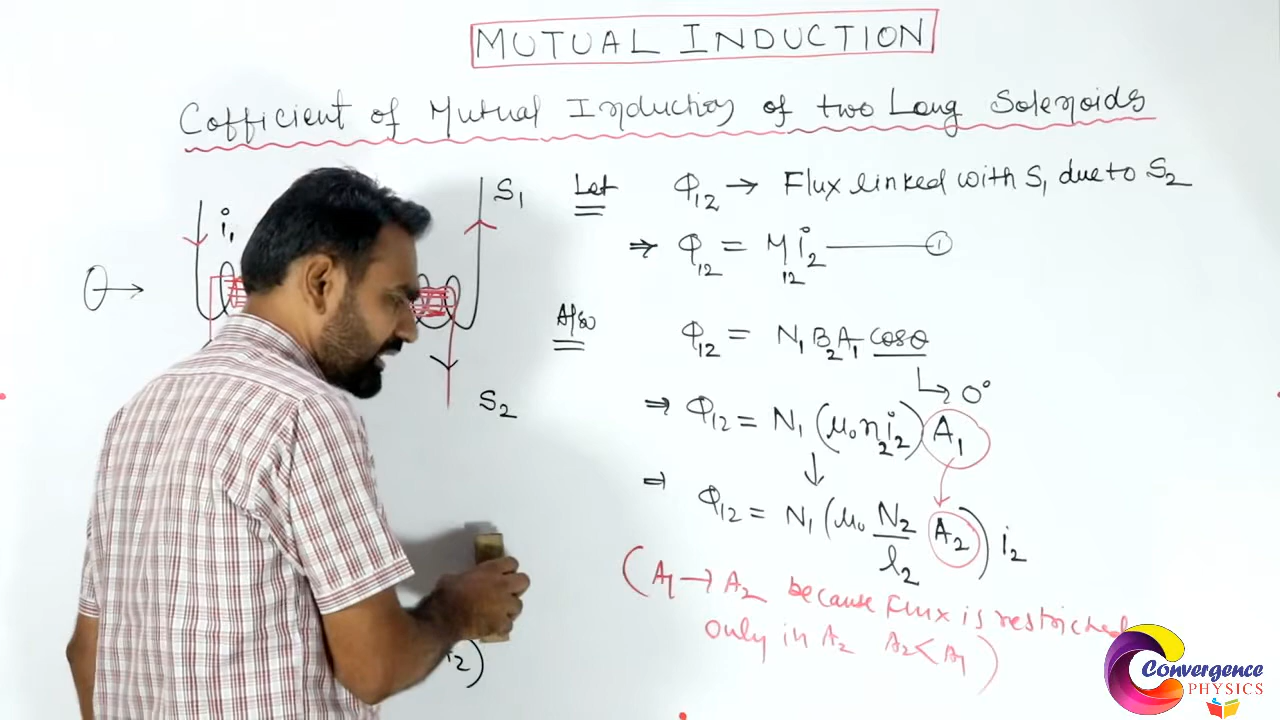 MUTUAL INDUCTION
Cofficient of Mutual Induction of two Long Solenoids
i₁
S₁
Let Φ₁₂ → Flux linked with S₁ due to S₂
⇒ Φ₁₂ = M₁₂ i₂ ——— ①
Also Φ₁₂ = N₁ B₂ A₁ cosθ
↳ 0°
S₂
⇒ Φ₁₂ = N₁ (μ₀ n₂ i₂) A₁
⇒ Φ₁₂ = N₁ (μ₀ N₂/l₂ A₂) i₂
(A₁ → A₂ because Flux is restricted
only in A₂ A₂ < A₁)
Convergence
PHYSICS